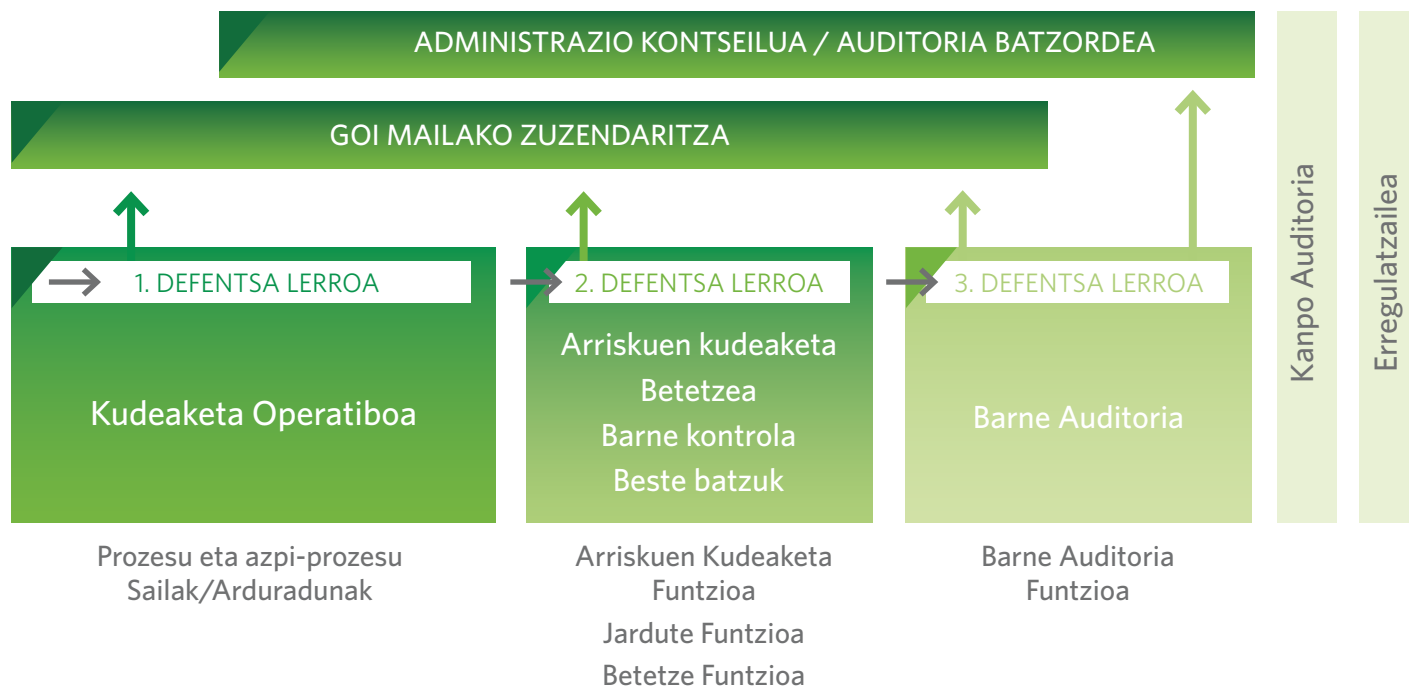 ADMINISTRAZIO KONTSEILUA / AUDITORIA BATZORDEA
GOI MAILAKO ZUZENDARITZA
1. DEFENTSA LERROA
Kudeaketa Operatiboa
Prozesu eta azpi-prozesu
Sailak/Arduradunak
2. DEFENTSA LERROA
Arriskuen kudeaketa
Betetzea
Barne kontrola
Beste batzuk
Arriskuen Kudeaketa
Funtzioa
Jardute Funtzioa
Betetze Funtzioa
3. DEFENTSA LERROA
Barne Auditoria
Barne Auditoria
Funtzioa
Kanpo Auditoria
Erregulatzailea